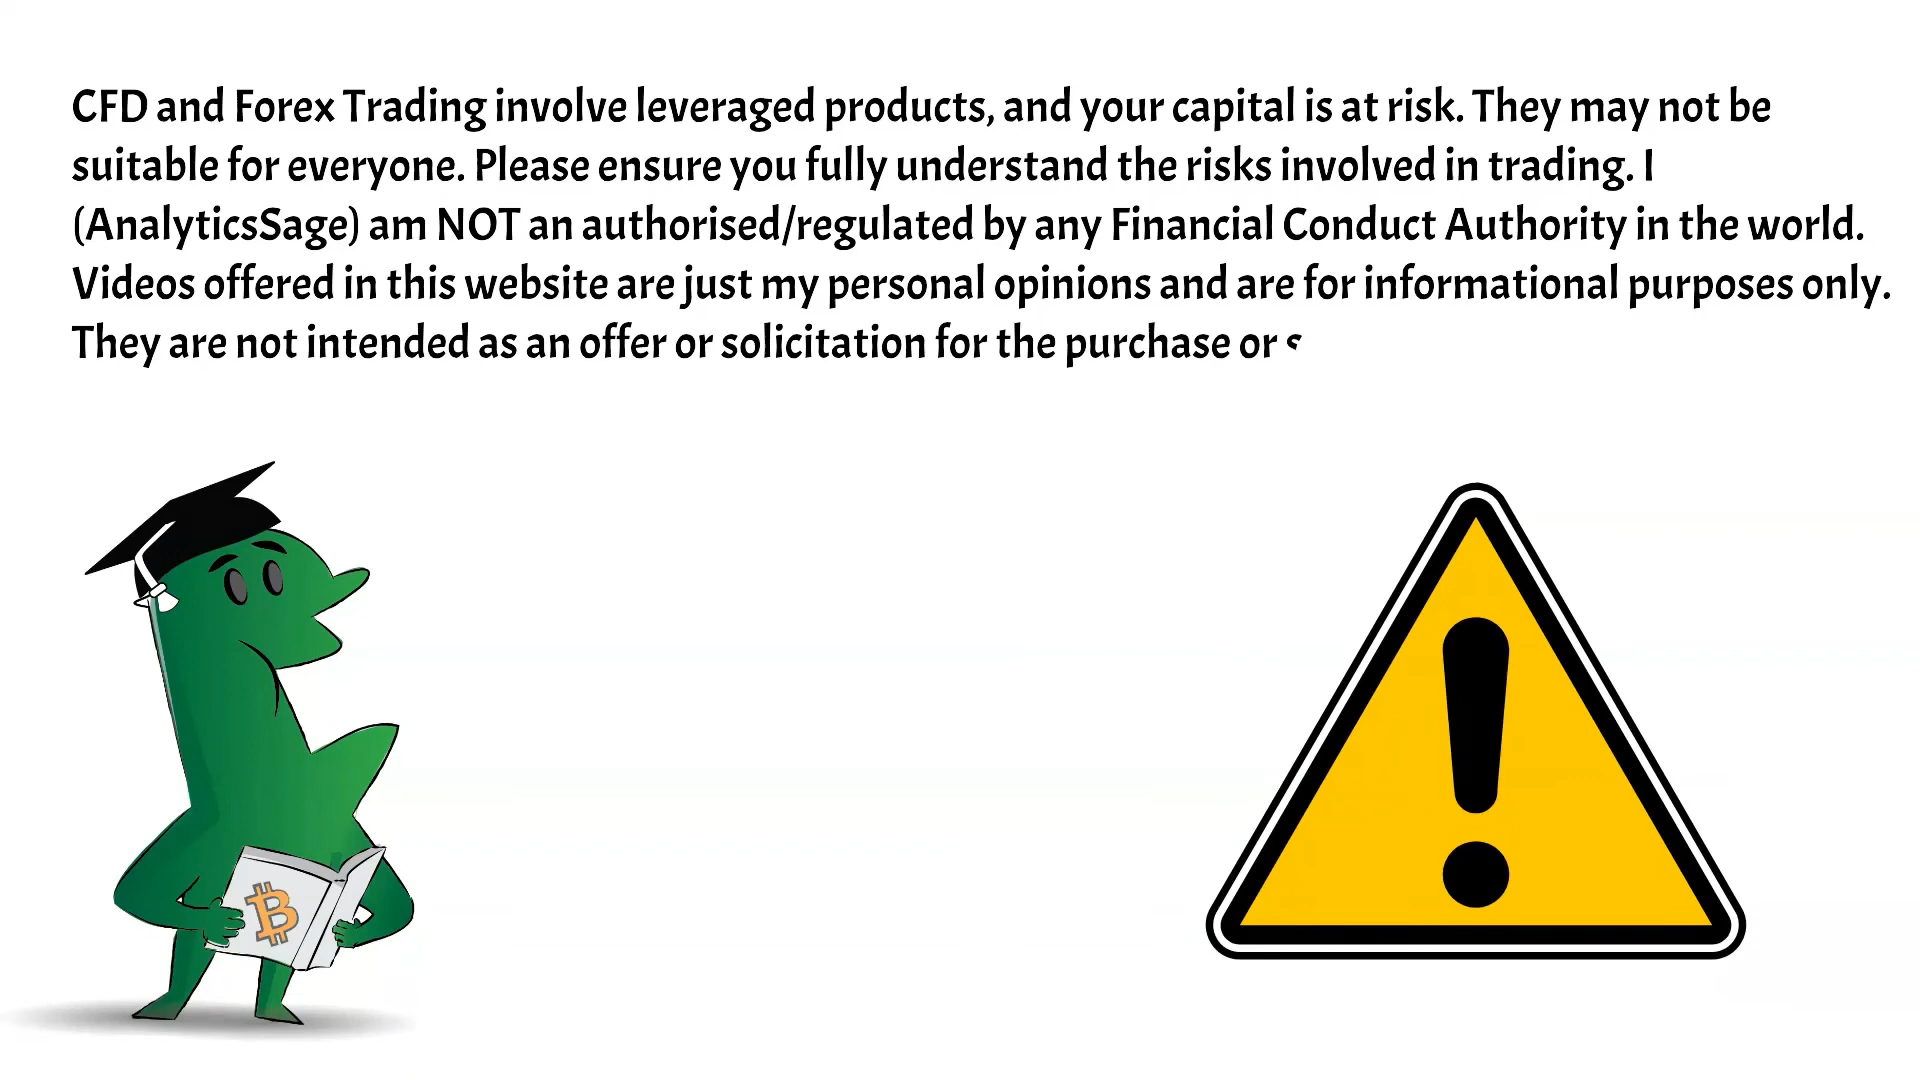 CFD and Forex Trading involve leveraged products, and your capital is at risk. They may not be
suitable for everyone. Please ensure you fully understand the risks involved in trading. I
(AnalyticsSage) am NOT an authorised/regulated by any Financial Conduct Authority in the world.
Videos offered in this website are just my personal opinions and are for informational purposes only.
They are not intended as an offer or solicitation for the purchase or